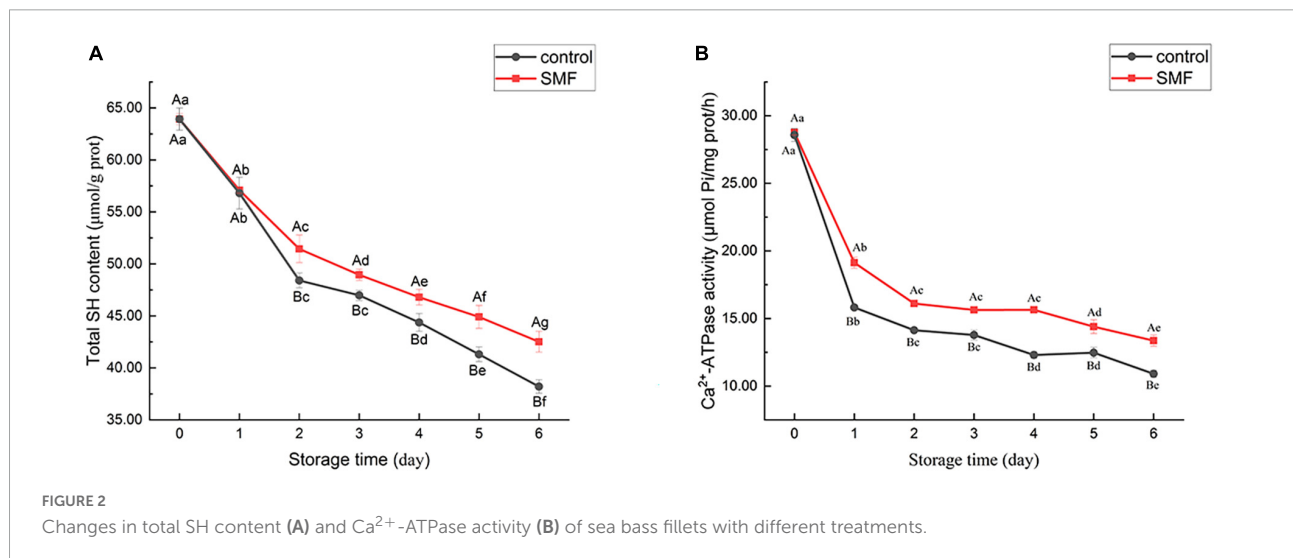 A
control
SMF
65.00
60.00
55.00
50.00
45.00
40.00
35.00
Total SH content (μmol/g prot)
Aa
Aa
Ab
Ab
Ac
Bc
Ad
Bc
Ae
Bd
Af
Be
Ag
Bf
0 1 2 3 4 5 6
Storage time (day)
B
control
SMF
30.00
25.00
20.00
15.00
10.00
Ca²⁺-ATPase activity (μmol Pi/mg prot/h)
Aa
Aa
Ab
Bb
Ac
Bc
Ac
Bc
Ac
Bd
Ad
Bd
Ae
Be
0 1 2 3 4 5 6
Storage time (day)
FIGURE 2
Changes in total SH content (A) and Ca²⁺-ATPase activity (B) of sea bass fillets with different treatments.